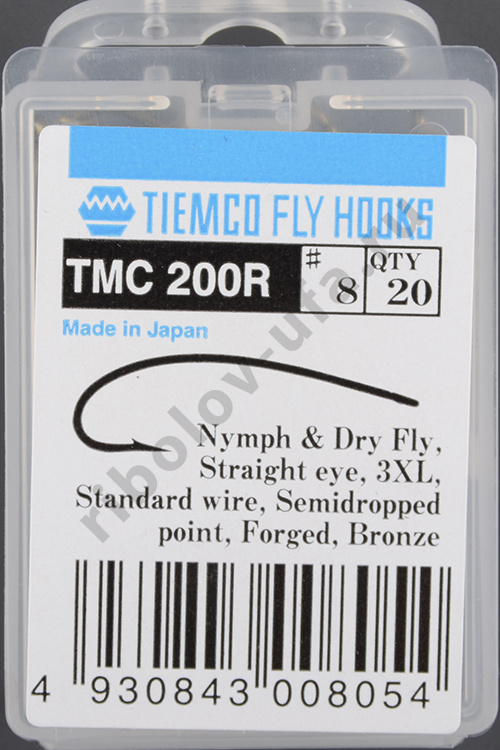 TIEMCO FLY HOOKS
TMC 200R # 8 QTY 20
Made in Japan
Nymph & Dry Fly,
Straight eye, 3XL,
Standard wire, Semidropped
point, Forged, Bronze
4 930843 008054
ribolov-ufa.ru